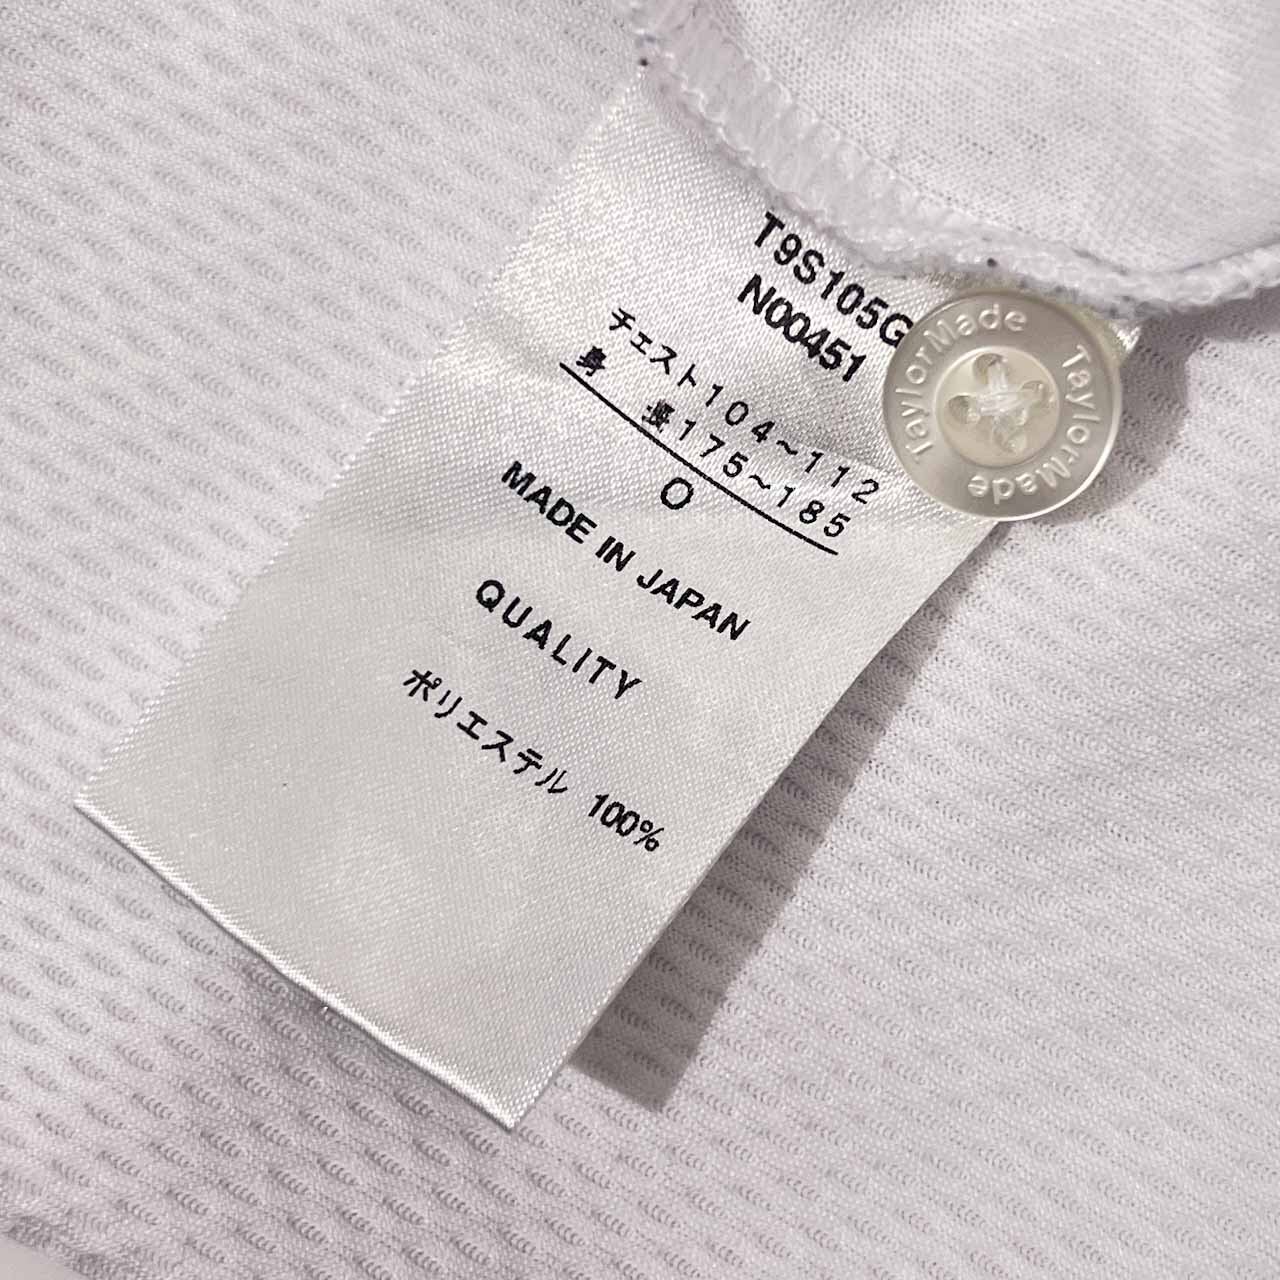 T9S105G
N00451
チェスト104~112
身 長175~185
O
MADE IN JAPAN
QUALITY
ポリエステル 100%
TaylorMade TaylorMade